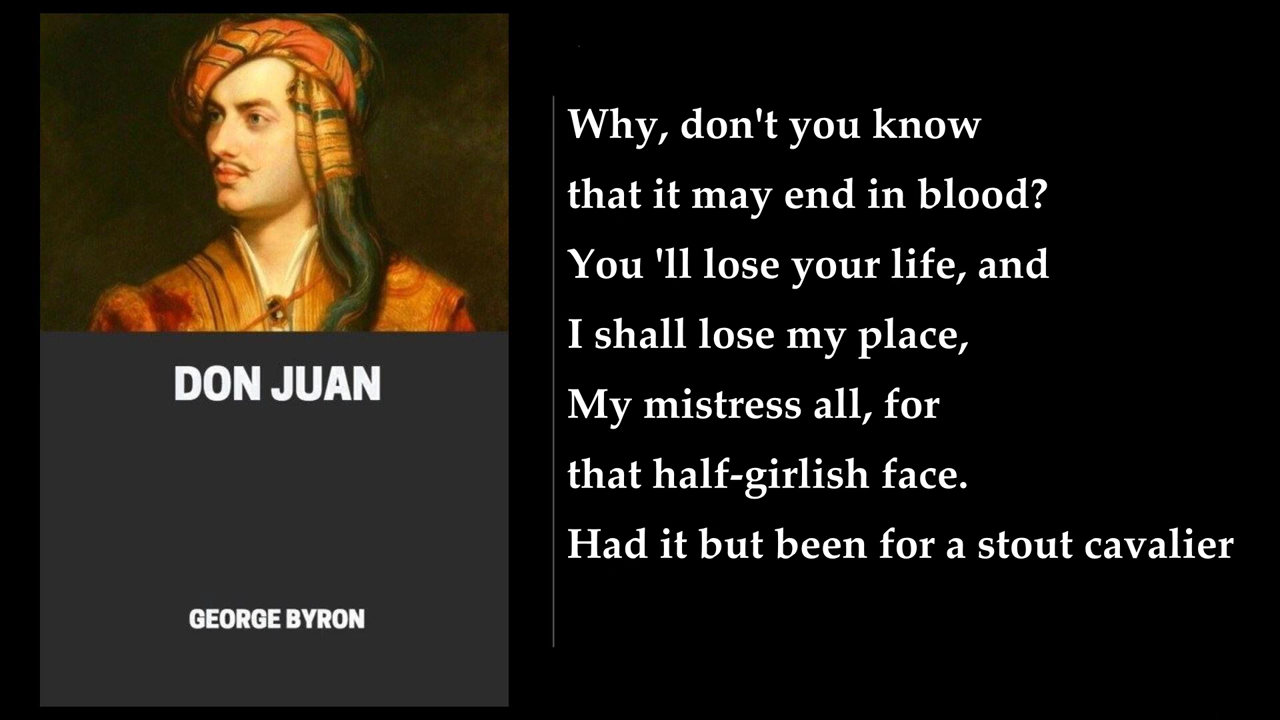 DON JUAN
GEORGE BYRON
Why, don't you know
that it may end in blood?
You 'll lose your life, and
I shall lose my place,
My mistress all, for
that half-girlish face.
Had it but been for a stout cavalier